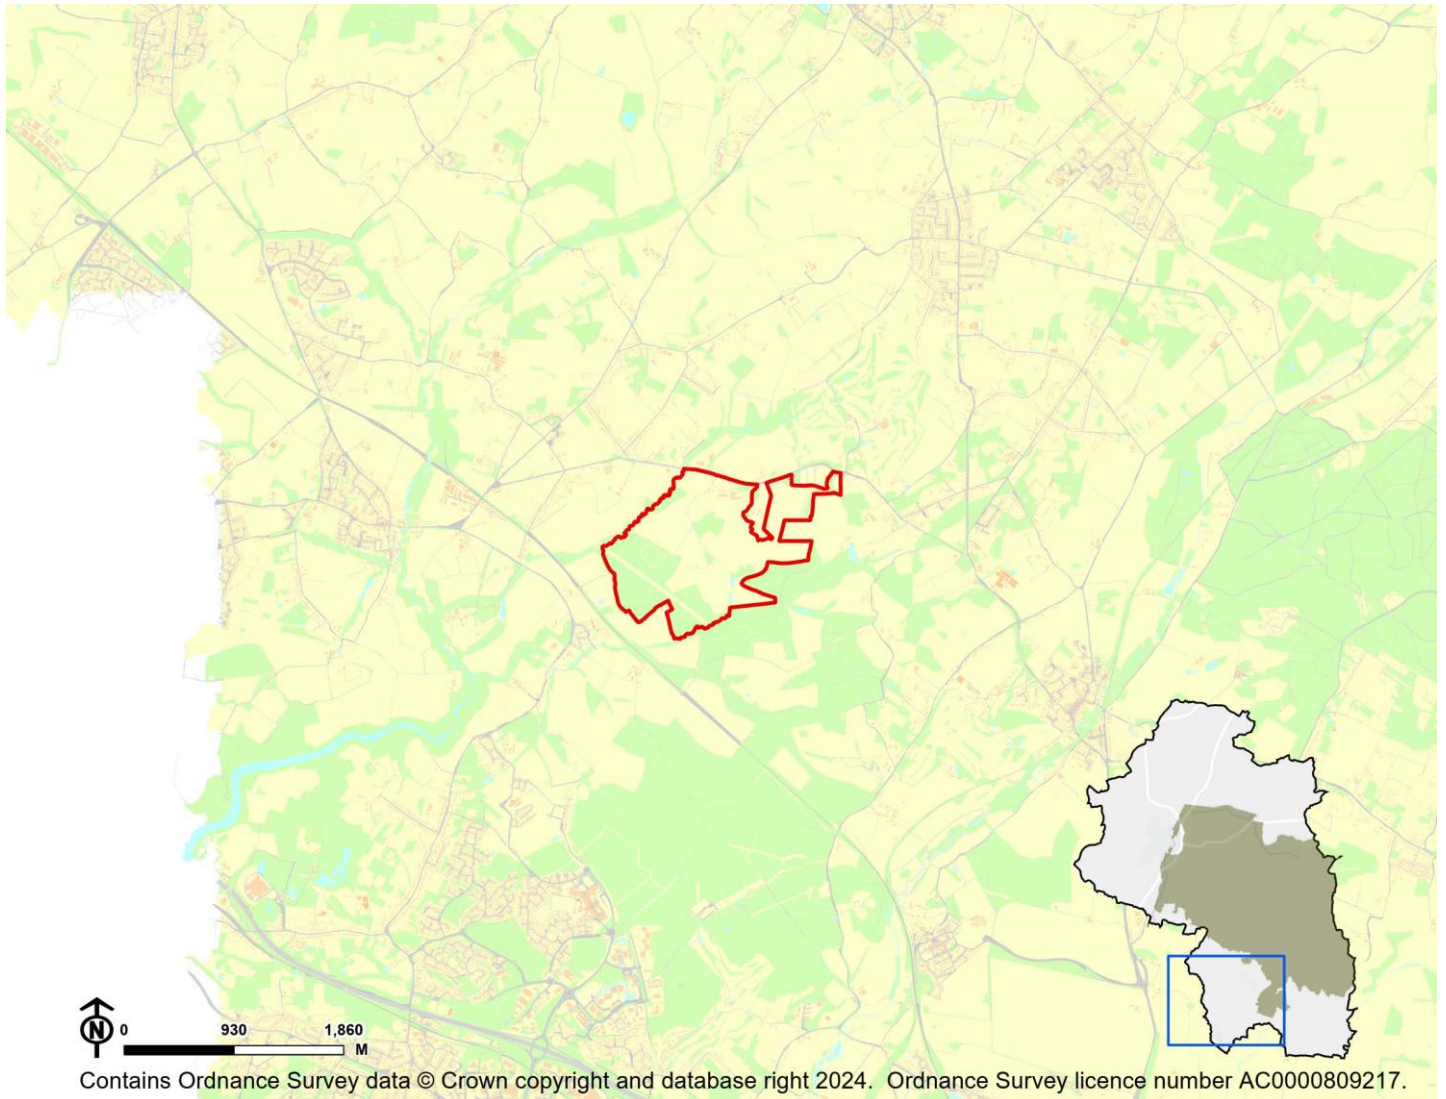 N
0 930 1,860
M
Contains Ordnance Survey data © Crown copyright and database right 2024. Ordnance Survey licence number AC0000809217.